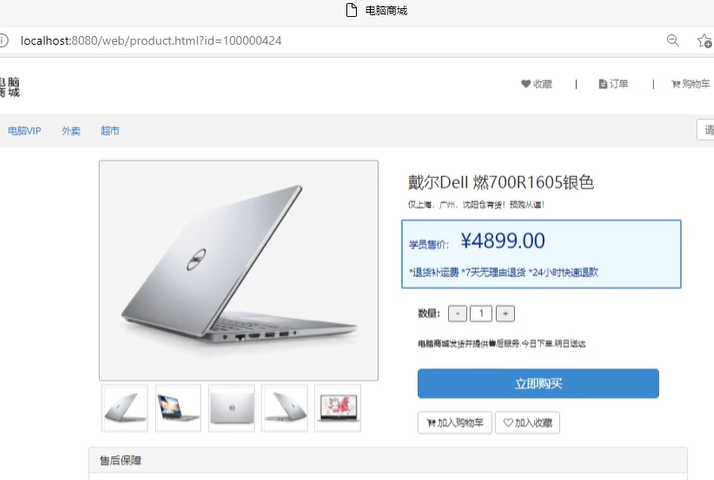 电脑商城
localhost:8080/web/product.html?id=100000424
电脑
商城
收藏 | 订单 | 购物车
电脑VIP 外卖 超市 请
戴尔Dell 燃700R1605银色
仅上海、广州、沈阳仓有货！预购从速！
学员售价： ¥4899.00
*退货补运费 *7天无理由退货 *24小时快速退款
DELL
数量： - 1 +
电脑商城发货并提供售后服务.今日下单,明日送达
立即购买
加入购物车 加入收藏
售后保障